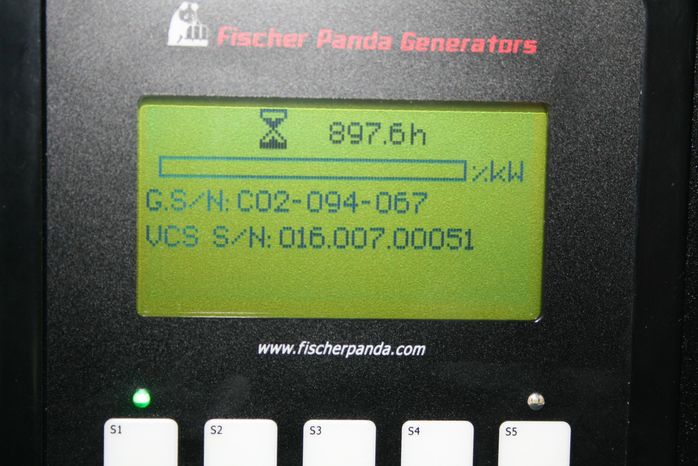 Fischer Panda Generators
897.6h
%kW
G.S/N: C02-094-067
VCS S/N: 016.007.00051
www.fischerpanda.com
S1 S2 S3 S4 S5